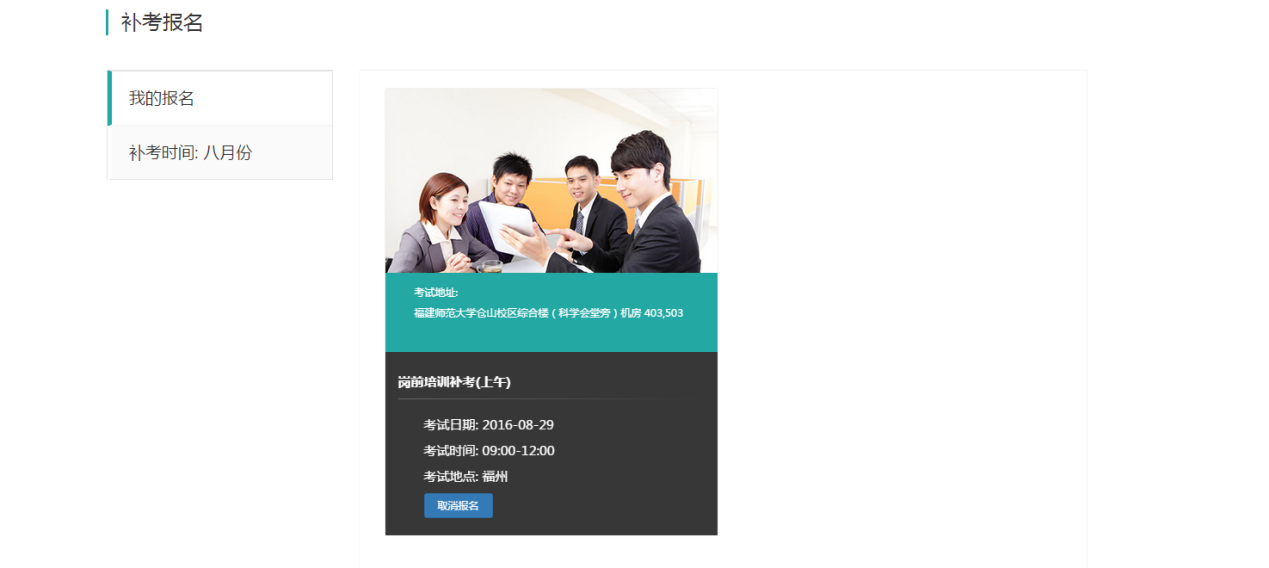 补考报名
我的报名
补考时间: 八月份
考试地址:
福建师范大学仓山校区综合楼（科学会堂旁）机房 403,503
岗前培训补考(上午)
考试日期: 2016-08-29
考试时间: 09:00-12:00
考试地点: 福州
取消报名